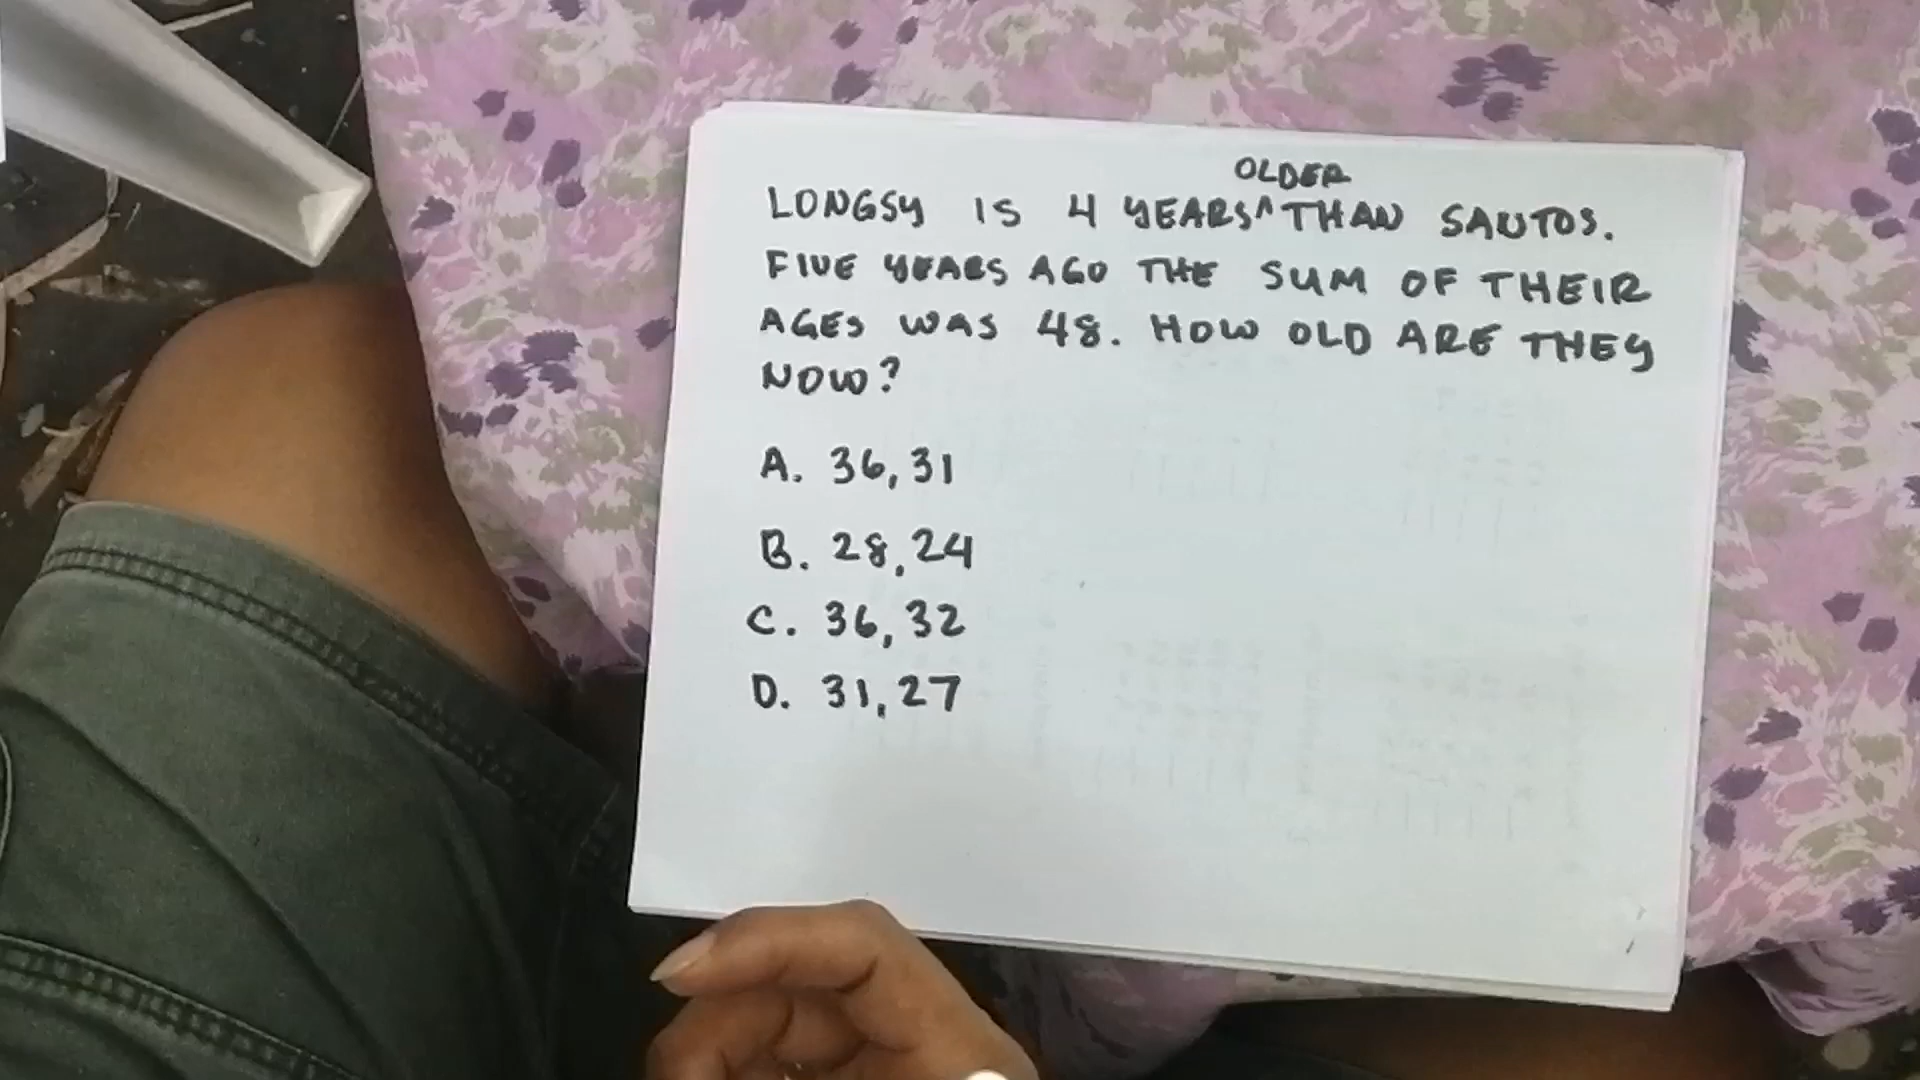 OLDER
LONGSY IS 4 YEARS^THAN SANTOS.
FIVE YEARS AGO THE SUM OF THEIR
AGES WAS 48. HOW OLD ARE THEY
NOW?
A. 36,31
B. 28,24
C. 36,32
D. 31,27